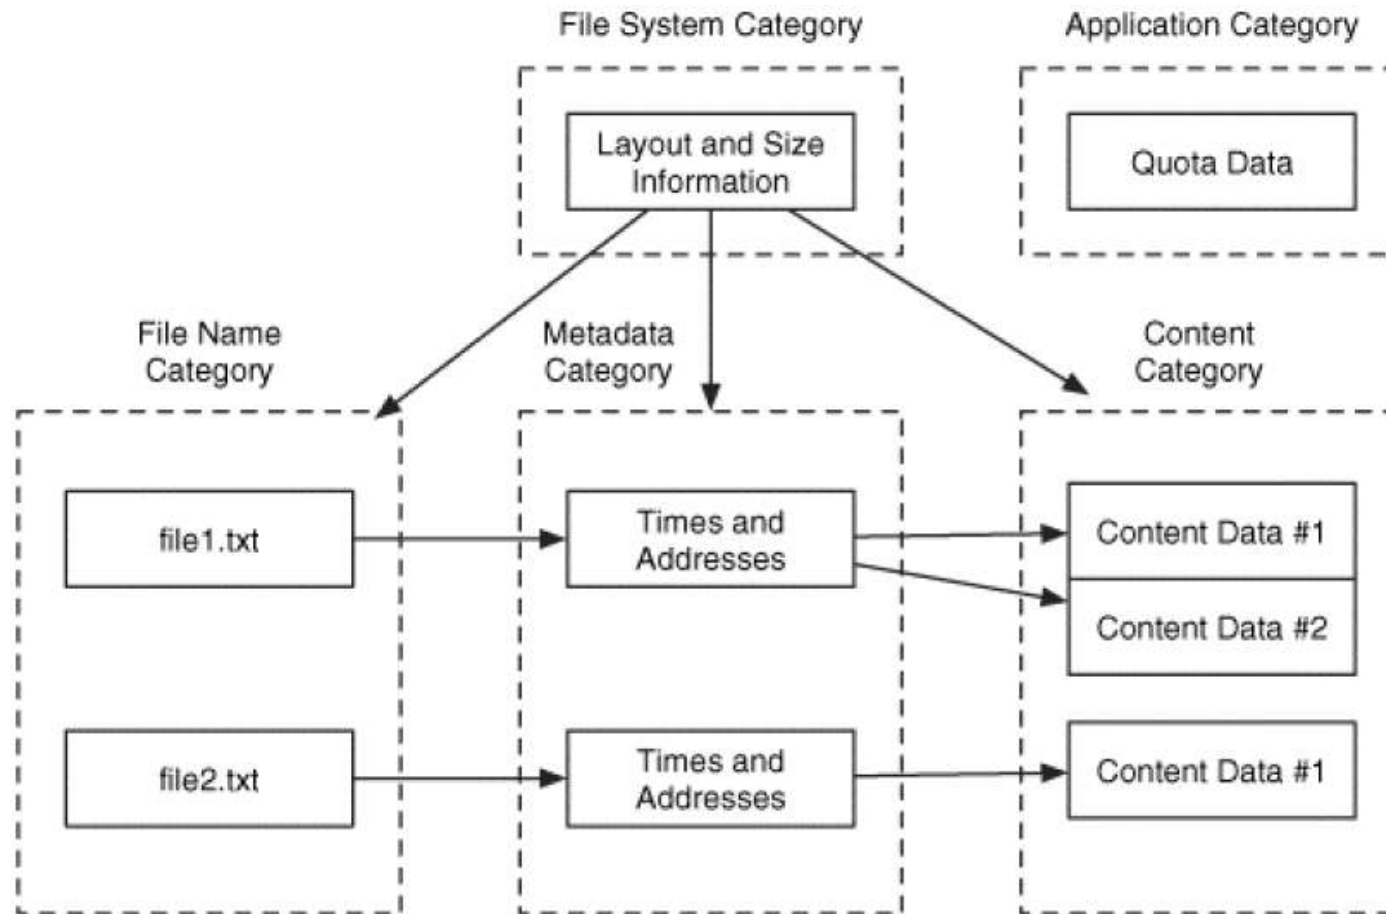 File System Category
Application Category
Layout and Size
Information
Quota Data
File Name
Category
Metadata
Category
Content
Category
file1.txt
Times and
Addresses
Content Data #1
Content Data #2
file2.txt
Times and
Addresses
Content Data #1